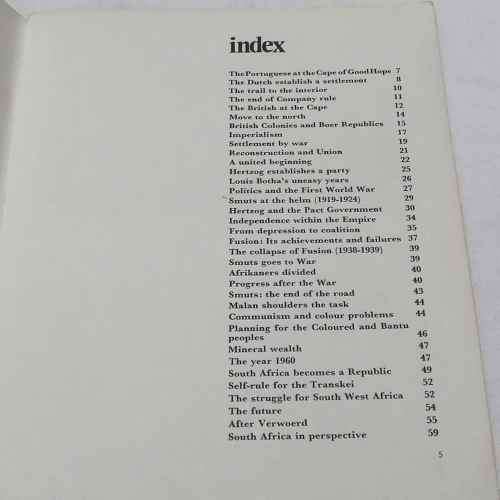 index
The Portuguese at the Cape of Good Hope 7
The Dutch establish a settlement 8
The trail to the interior 10
The end of Company rule 11
The British at the Cape 12
Move to the north 14
British Colonies and Boer Republics 15
Imperialism 17
Settlement by war 19
Reconstruction and Union 21
A united beginning 22
Hertzog establishes a party 25
Louis Botha's uneasy years 26
Politics and the First World War 27
Smuts at the helm (1919-1924) 29
Hertzog and the Pact Government 30
Independence within the Empire 34
From depression to coalition 35
Fusion: Its achievements and failures 37
The collapse of Fusion (1938-1939) 39
Smuts goes to War 39
Afrikaners divided 40
Progress after the War 40
Smuts: the end of the road 43
Malan shoulders the task 44
Communism and colour problems 44
Planning for the Coloured and Bantu
peoples 46
Mineral wealth 47
The year 1960 47
South Africa becomes a Republic 49
Self-rule for the Transkei 52
The struggle for South West Africa 52
The future 54
After Verwoerd 55
South Africa in perspective 59
5